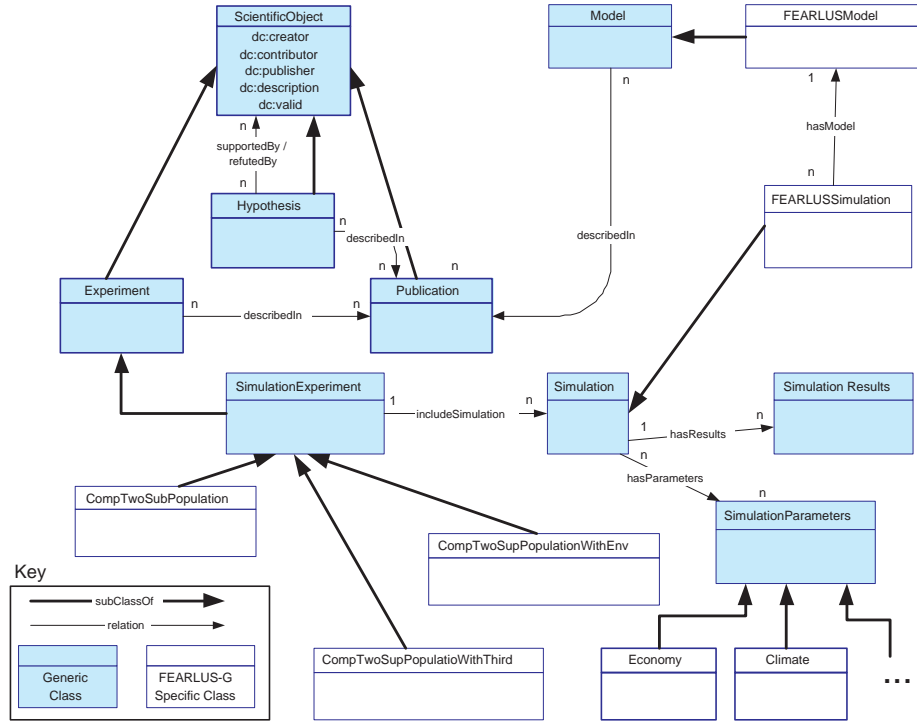 ScientificObject
dc:creator
dc:contributor
dc:publisher
dc:description
dc:valid
Model
FEARLUSModel
n
1
n
supportedBy /
refutedBy
n
hasModel
n
Hypothesis
n
describedIn
n
n
FEARLUSSimulation
describedIn
Experiment
n
describedIn
n
Publication
SimulationExperiment
1
includeSimulation
n
Simulation
1
hasResults
n
Simulation Results
n
hasParameters
n
SimulationParameters
CompTwoSubPopulation
CompTwoSupPopulationWithEnv
CompTwoSupPopulatioWithThird
Economy
Climate
...
Key
subClassOf
relation
Generic
Class
FEARLUS-G
Specific Class